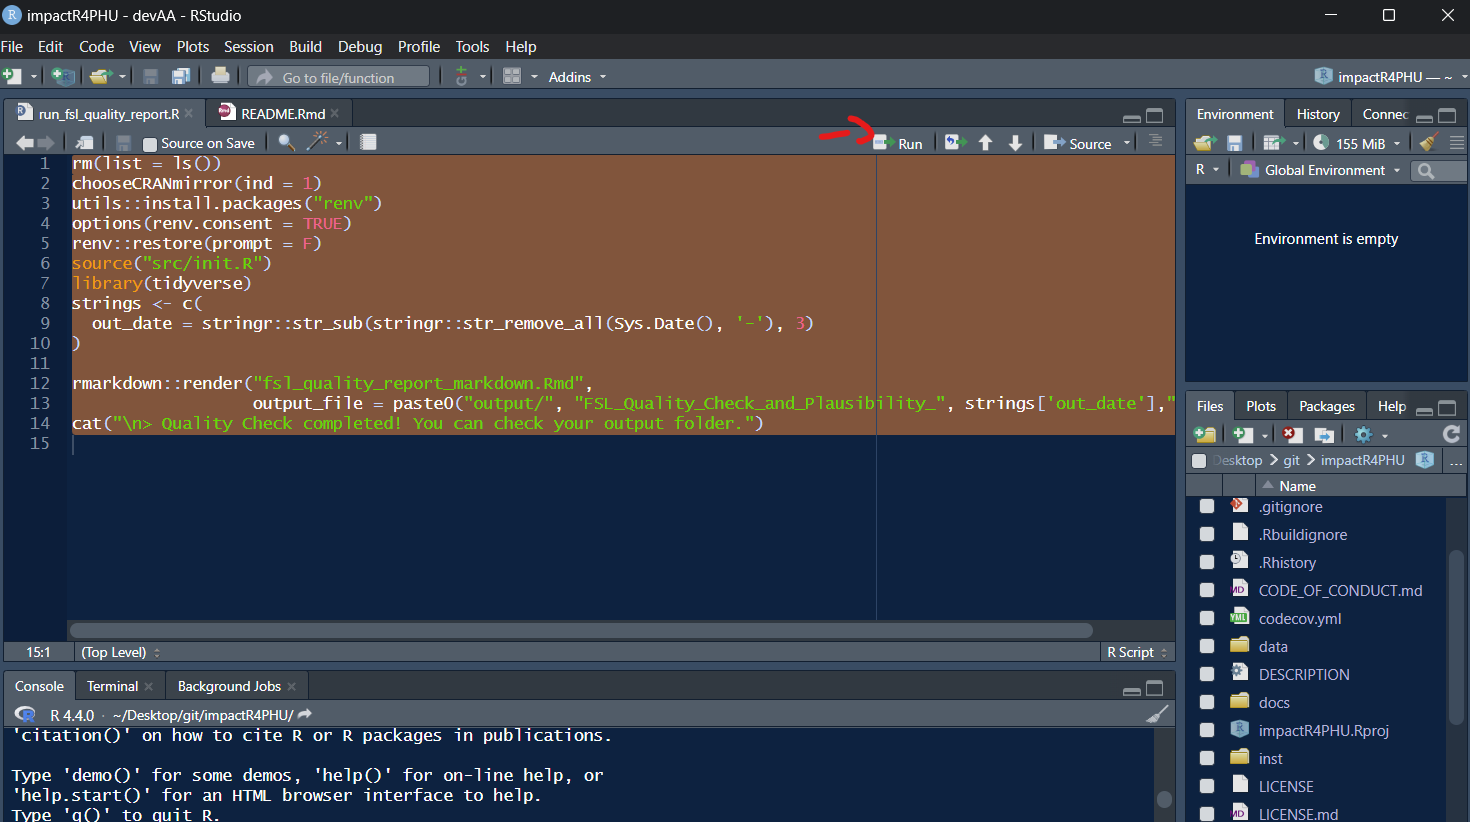 impactR4PHU - devAA - RStudio
File Edit Code View Plots Session Build Debug Profile Tools Help
Go to file/function Addins impactR4PHU — ~
run_fsl_quality_report.R README.Rmd
Source on Save Run Source
1 rm(list = ls())
2 chooseCRANmirror(ind = 1)
3 utils::install.packages("renv")
4 options(renv.consent = TRUE)
5 renv::restore(prompt = F)
6 source("src/init.R")
7 library(tidyverse)
8 strings <- c(
9 out_date = stringr::str_sub(stringr::str_remove_all(Sys.Date(), '-'), 3)
10 )
11
12 rmarkdown::render("fsl_quality_report_markdown.Rmd",
13 output_file = paste0("output/", "FSL_Quality_Check_and_Plausibility_", strings['out_date'],"
14 cat("\n> Quality Check completed! You can check your output folder.")
15
15:1 (Top Level) R Script
Console Terminal Background Jobs
R 4.4.0 · ~/Desktop/git/impactR4PHU/
'citation()' on how to cite R or R packages in publications.
Type 'demo()' for some demos, 'help()' for on-line help, or
'help.start()' for an HTML browser interface to help.
Type 'q()' to quit R.
Environment History Connec
155 MiB
R Global Environment
Environment is empty
Files Plots Packages Help
Desktop > git > impactR4PHU ...
Name
.gitignore
.Rbuildignore
.Rhistory
CODE_OF_CONDUCT.md
codecov.yml
data
DESCRIPTION
docs
impactR4PHU.Rproj
inst
LICENSE
LICENSE.md